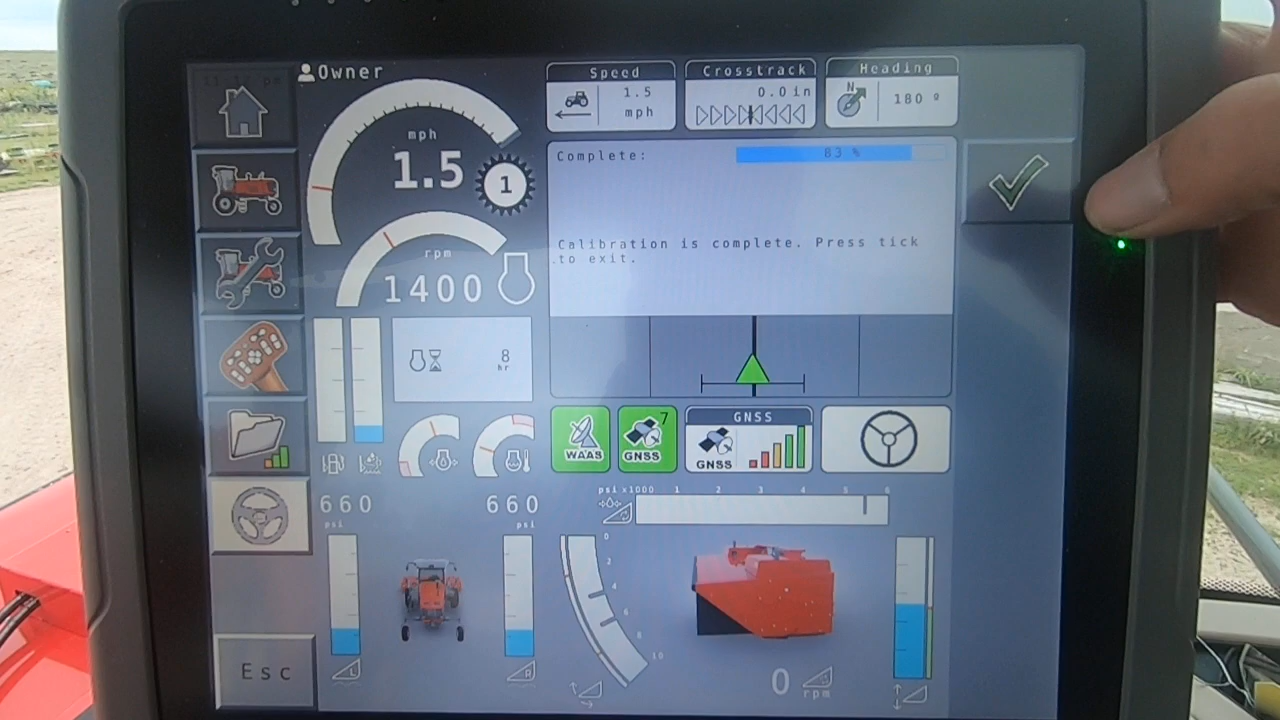 Owner
Speed
1.5
mph
Crosstrack
0.0in
Heading
N
180 º
mph
1.5
1
rpm
1400
Complete:
83 %
Calibration is complete. Press tick
to exit.
8
hr
WAAS
7
GNSS
GNSS
GNSS
660
psi
660
psi
psi x1000 1 2 3 4 5 6
0
2
4
6
8
10
L
R
0
rpm
Esc